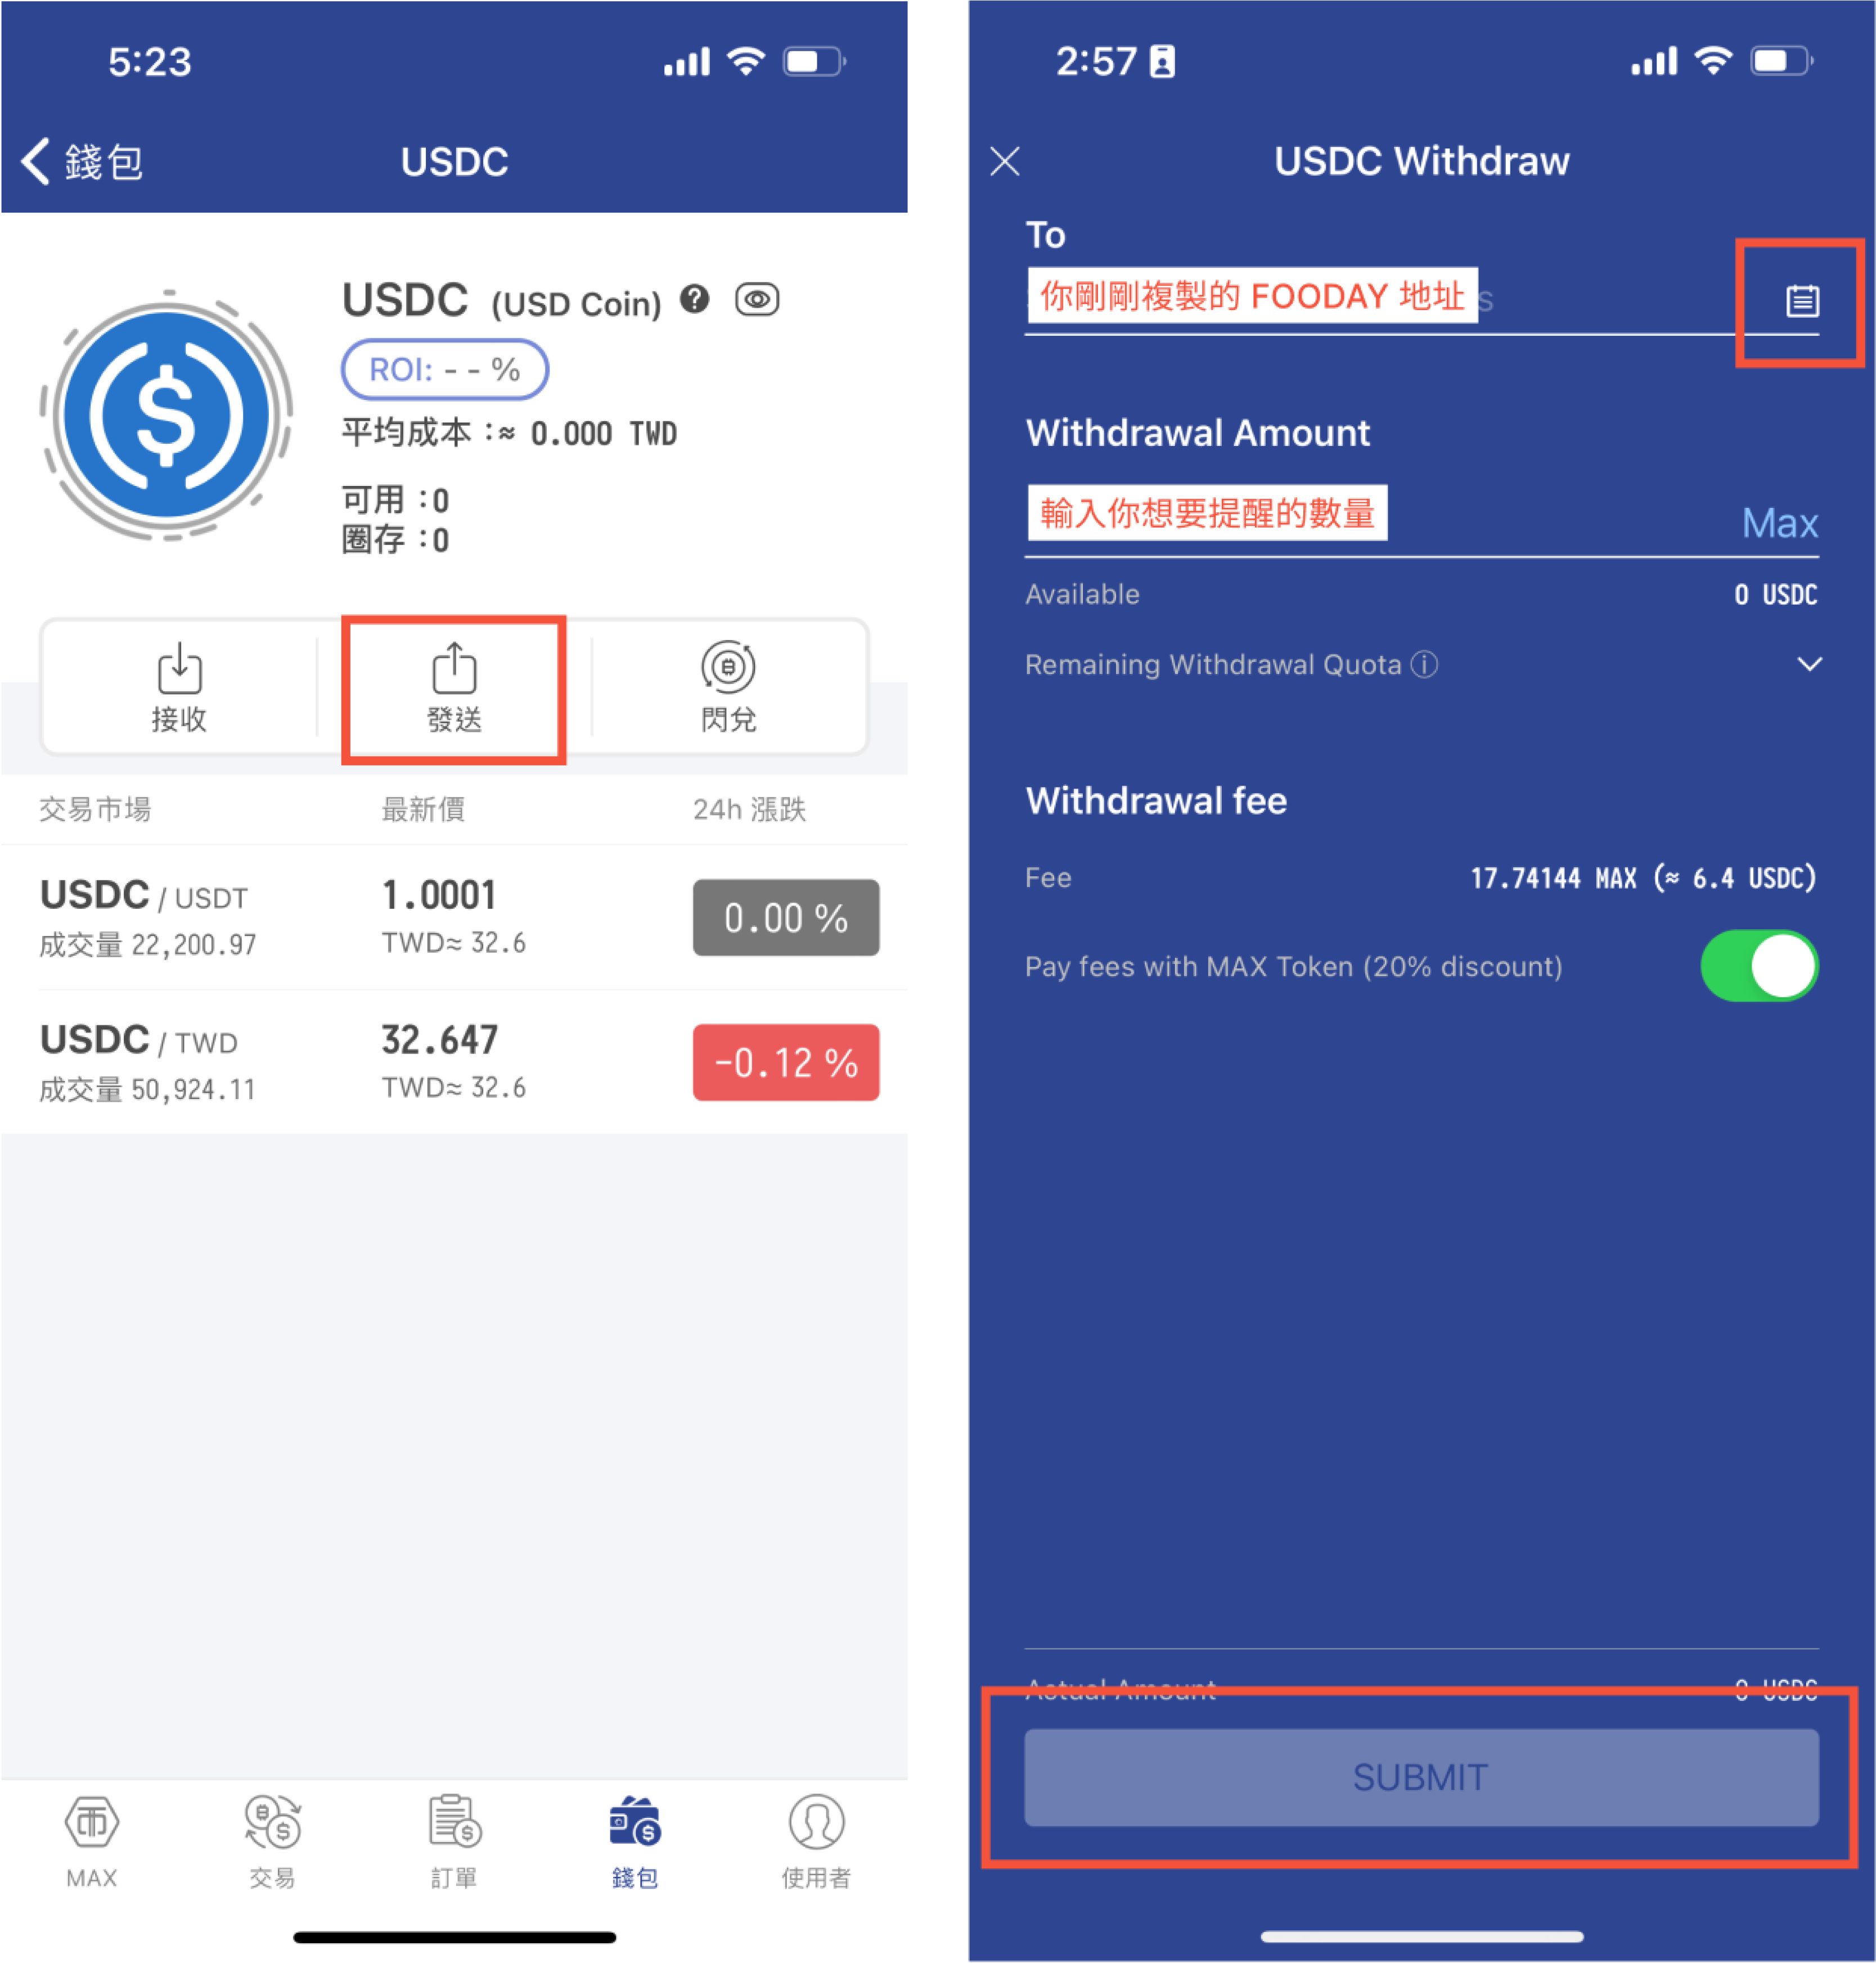 5:23
錢包
USDC
USDC (USD Coin)
ROI: - - %
平均成本：≈ 0.000 TWD
可用：0
圈存：0
接收
發送
閃兌
交易市場 最新價 24h 漲跌
USDC / USDT 1.0001 0.00 %
成交量 22,200.97 TWD≈ 32.6
USDC / TWD 32.647 -0.12 %
成交量 50,924.11 TWD≈ 32.6
MAX
交易
訂單
錢包
使用者
2:57
USDC Withdraw
To
你剛剛複製的 FOODAY 地址
Withdrawal Amount
輸入你想要提醒的數量
Max
Available 0 USDC
Remaining Withdrawal Quota
Withdrawal fee
Fee 17.74144 MAX (≈ 6.4 USDC)
Pay fees with MAX Token (20% discount)
Actual Amount 0 USDC
SUBMIT